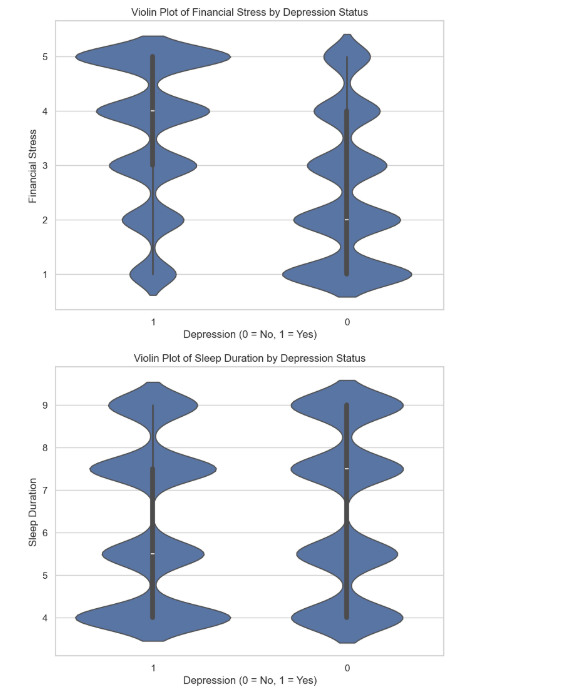 Violin Plot of Financial Stress by Depression Status
Financial Stress
5
4
3
2
1
1 0
Depression (0 = No, 1 = Yes)
Violin Plot of Sleep Duration by Depression Status
Sleep Duration
9
8
7
6
5
4
1 0
Depression (0 = No, 1 = Yes)